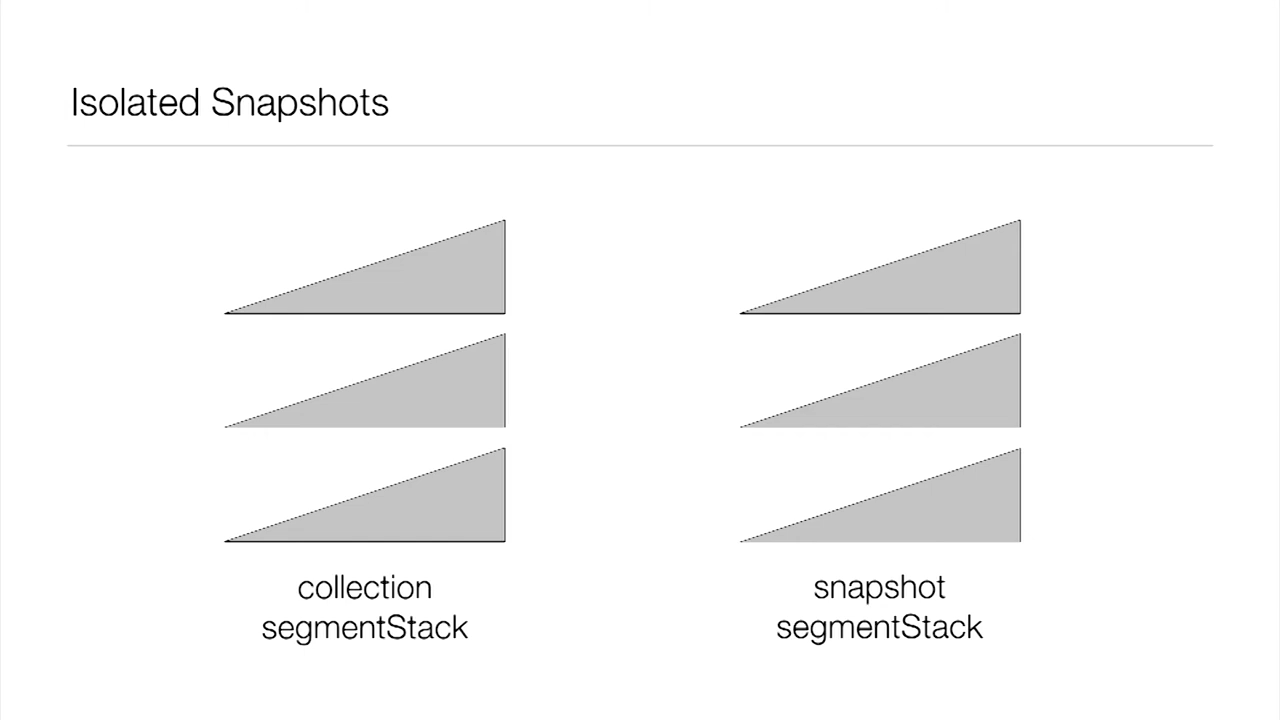 Isolated Snapshots
collection
segmentStack
snapshot
segmentStack